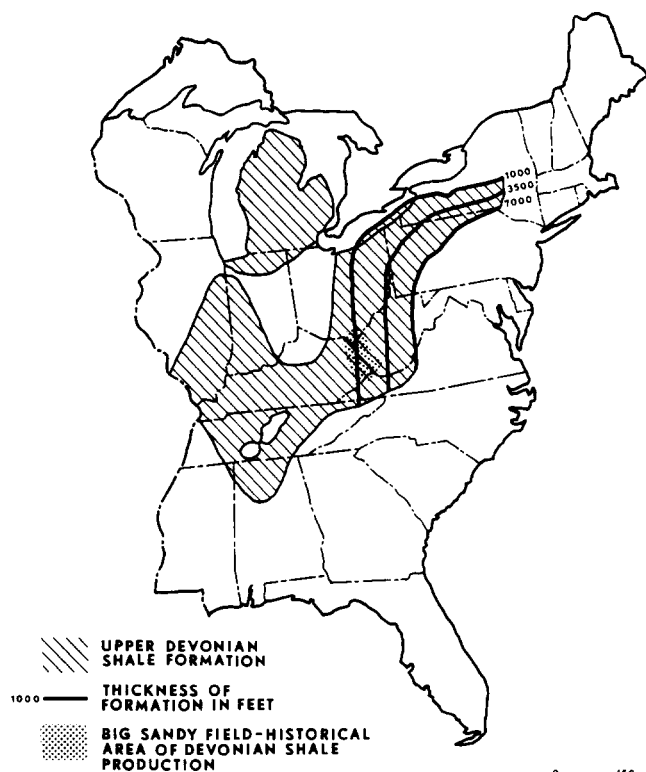 1000
3500
7000
UPPER DEVONIAN
SHALE FORMATION
1000
THICKNESS OF
FORMATION IN FEET
BIG SANDY FIELD-HISTORICAL
AREA OF DEVONIAN SHALE
PRODUCTION